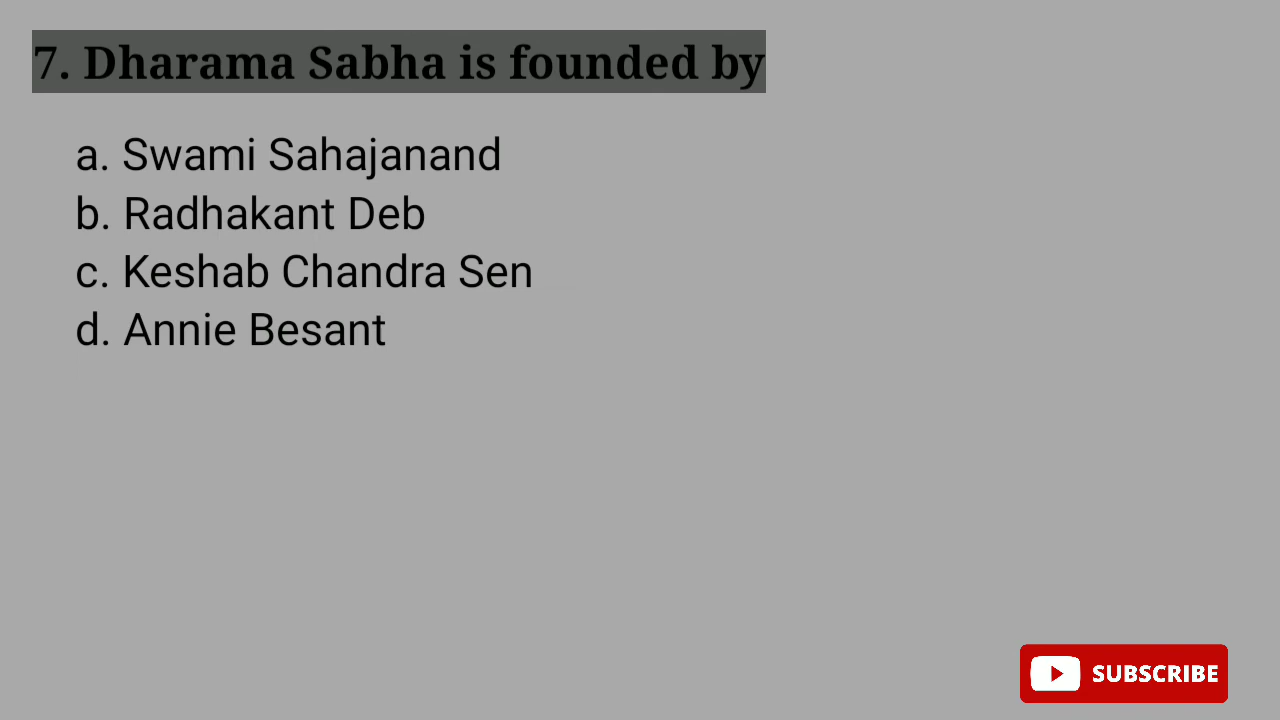 7. Dharama Sabha is founded by
a. Swami Sahajanand
b. Radhakant Deb
c. Keshab Chandra Sen
d. Annie Besant
SUBSCRIBE